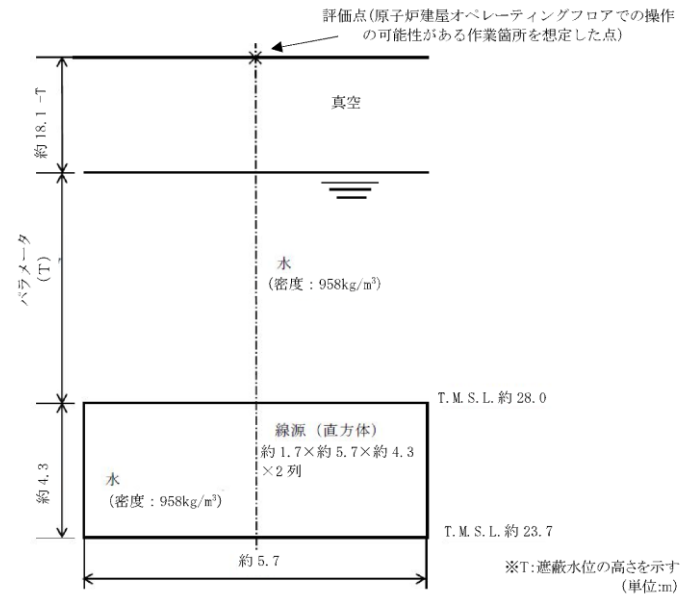 評価点(原子炉建屋オペレーティングフロアでの操作
の可能性がある作業箇所を想定した点)
約18.1-T
真空
パラメータ
(T)
水
(密度：958kg/m³)
T.M.S.L.約28.0
線源（直方体）
約1.7×約5.7×約4.3
×2列
約4.3
水
(密度：958kg/m³)
T.M.S.L.約23.7
約5.7
※T:遮蔽水位の高さを示す
(単位:m)